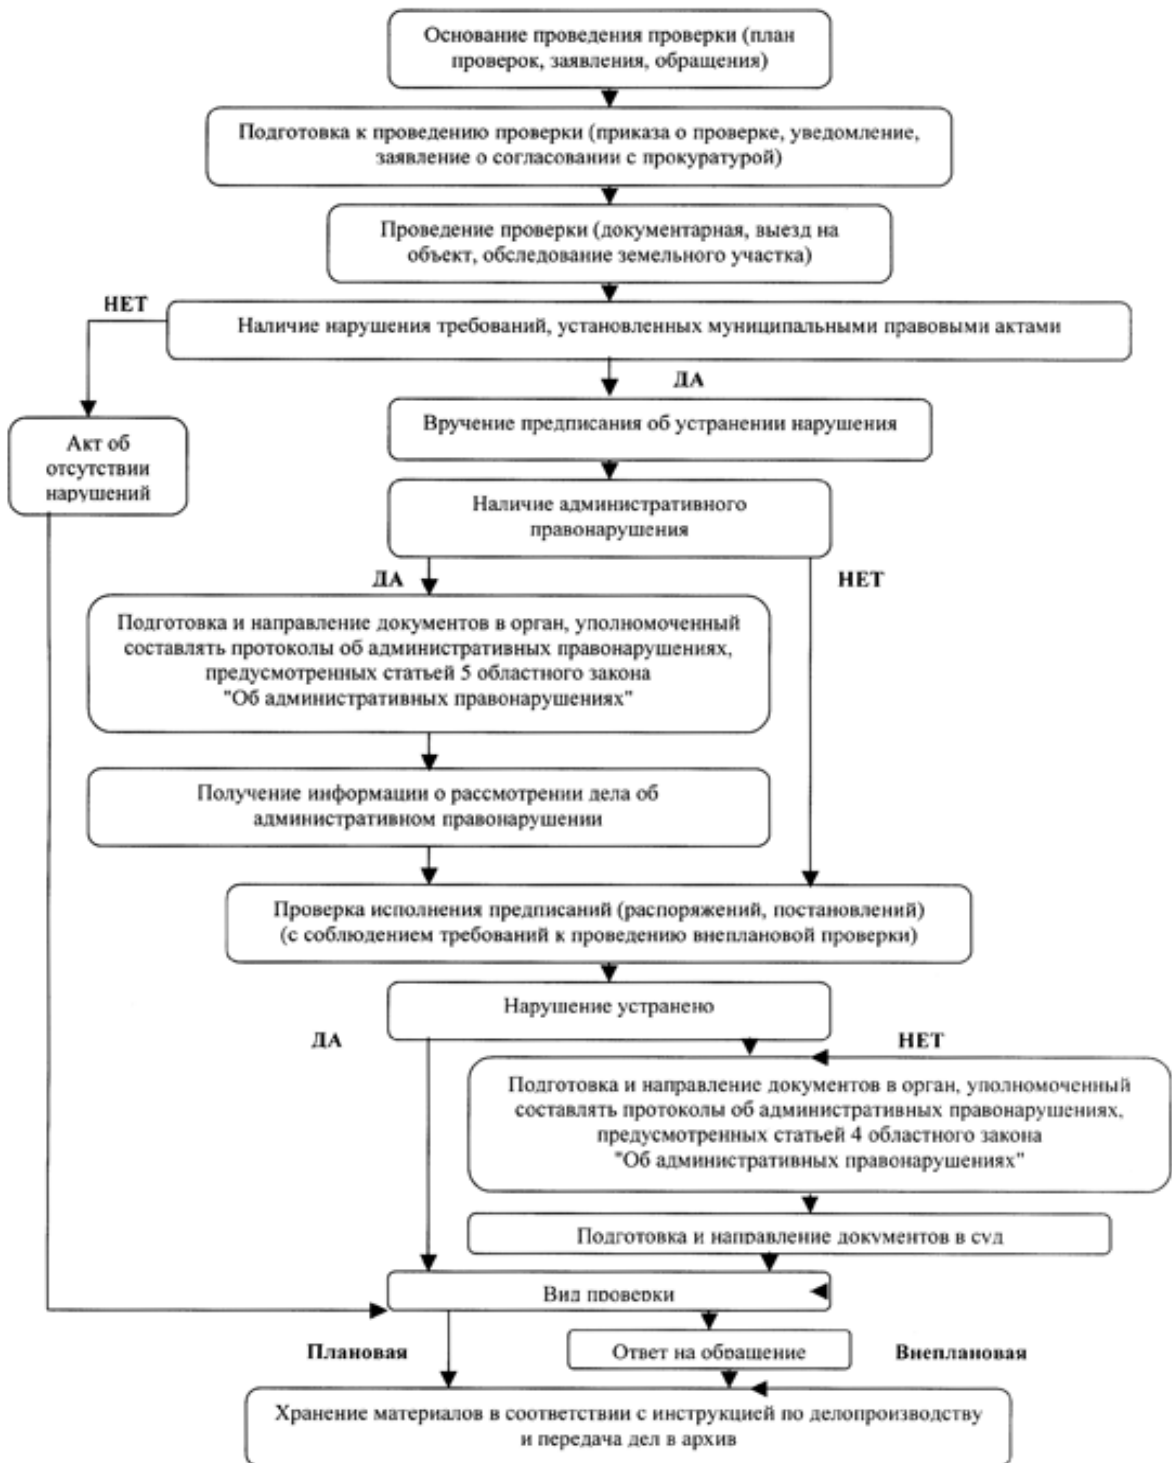 Основание проведения проверки (план
проверок, заявления, обращения)
Подготовка к проведению проверки (приказа о проверке, уведомление,
заявление о согласовании с прокуратурой)
Проведение проверки (документарная, выезд на
объект, обследование земельного участка)
НЕТ
Наличие нарушения требований, установленных муниципальными правовыми актами
ДА
Вручение предписания об устранении нарушения
Акт об
отсутствии
нарушений
Наличие административного
правонарушения
ДА
НЕТ
Подготовка и направление документов в орган, уполномоченный
составлять протоколы об административных правонарушениях,
предусмотренных статьей 5 областного закона
"Об административных правонарушениях"
Получение информации о рассмотрении дела об
административном правонарушении
Проверка исполнения предписаний (распоряжений, постановлений)
(с соблюдением требований к проведению внеплановой проверки)
Нарушение устранено
ДА
НЕТ
Подготовка и направление документов в орган, уполномоченный
составлять протоколы об административных правонарушениях,
предусмотренных статьей 4 областного закона
"Об административных правонарушениях"
Подготовка и направление документов в суд
Вид проверки
Плановая
Ответ на обращение
Внеплановая
Хранение материалов в соответствии с инструкцией по делопроизводству
и передача дел в архив